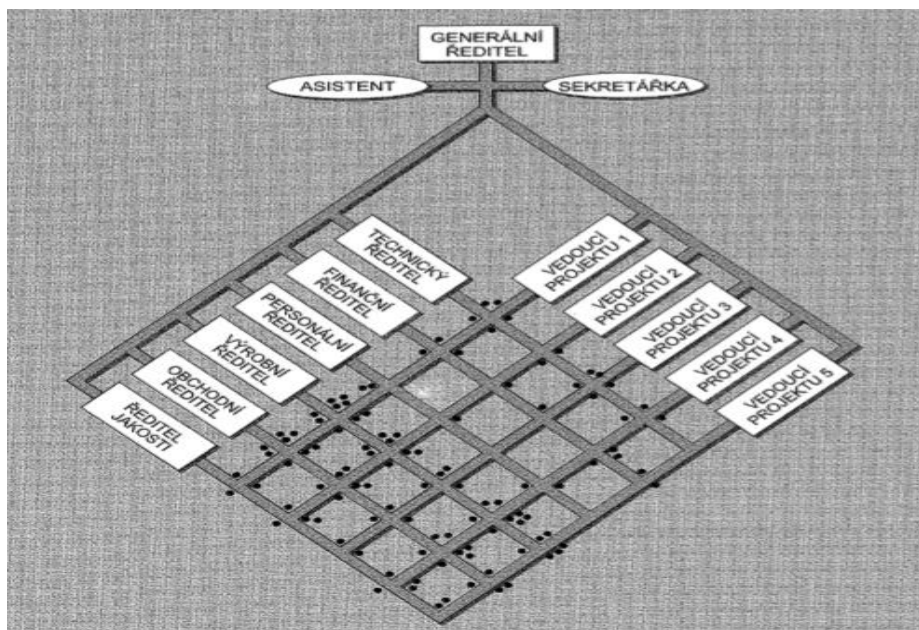 GENERÁLNÍ
ŘEDITEL
ASISTENT
SEKRETÁŘKA
TECHNICKÝ
ŘEDITEL
FINANČNÍ
ŘEDITEL
PERSONÁLNÍ
ŘEDITEL
VÝROBNÍ
ŘEDITEL
OBCHODNÍ
ŘEDITEL
ŘEDITEL
JAKOSTI
VEDOUCÍ
PROJEKTU 1
VEDOUCÍ
PROJEKTU 2
VEDOUCÍ
PROJEKTU 3
VEDOUCÍ
PROJEKTU 4
VEDOUCÍ
PROJEKTU 5